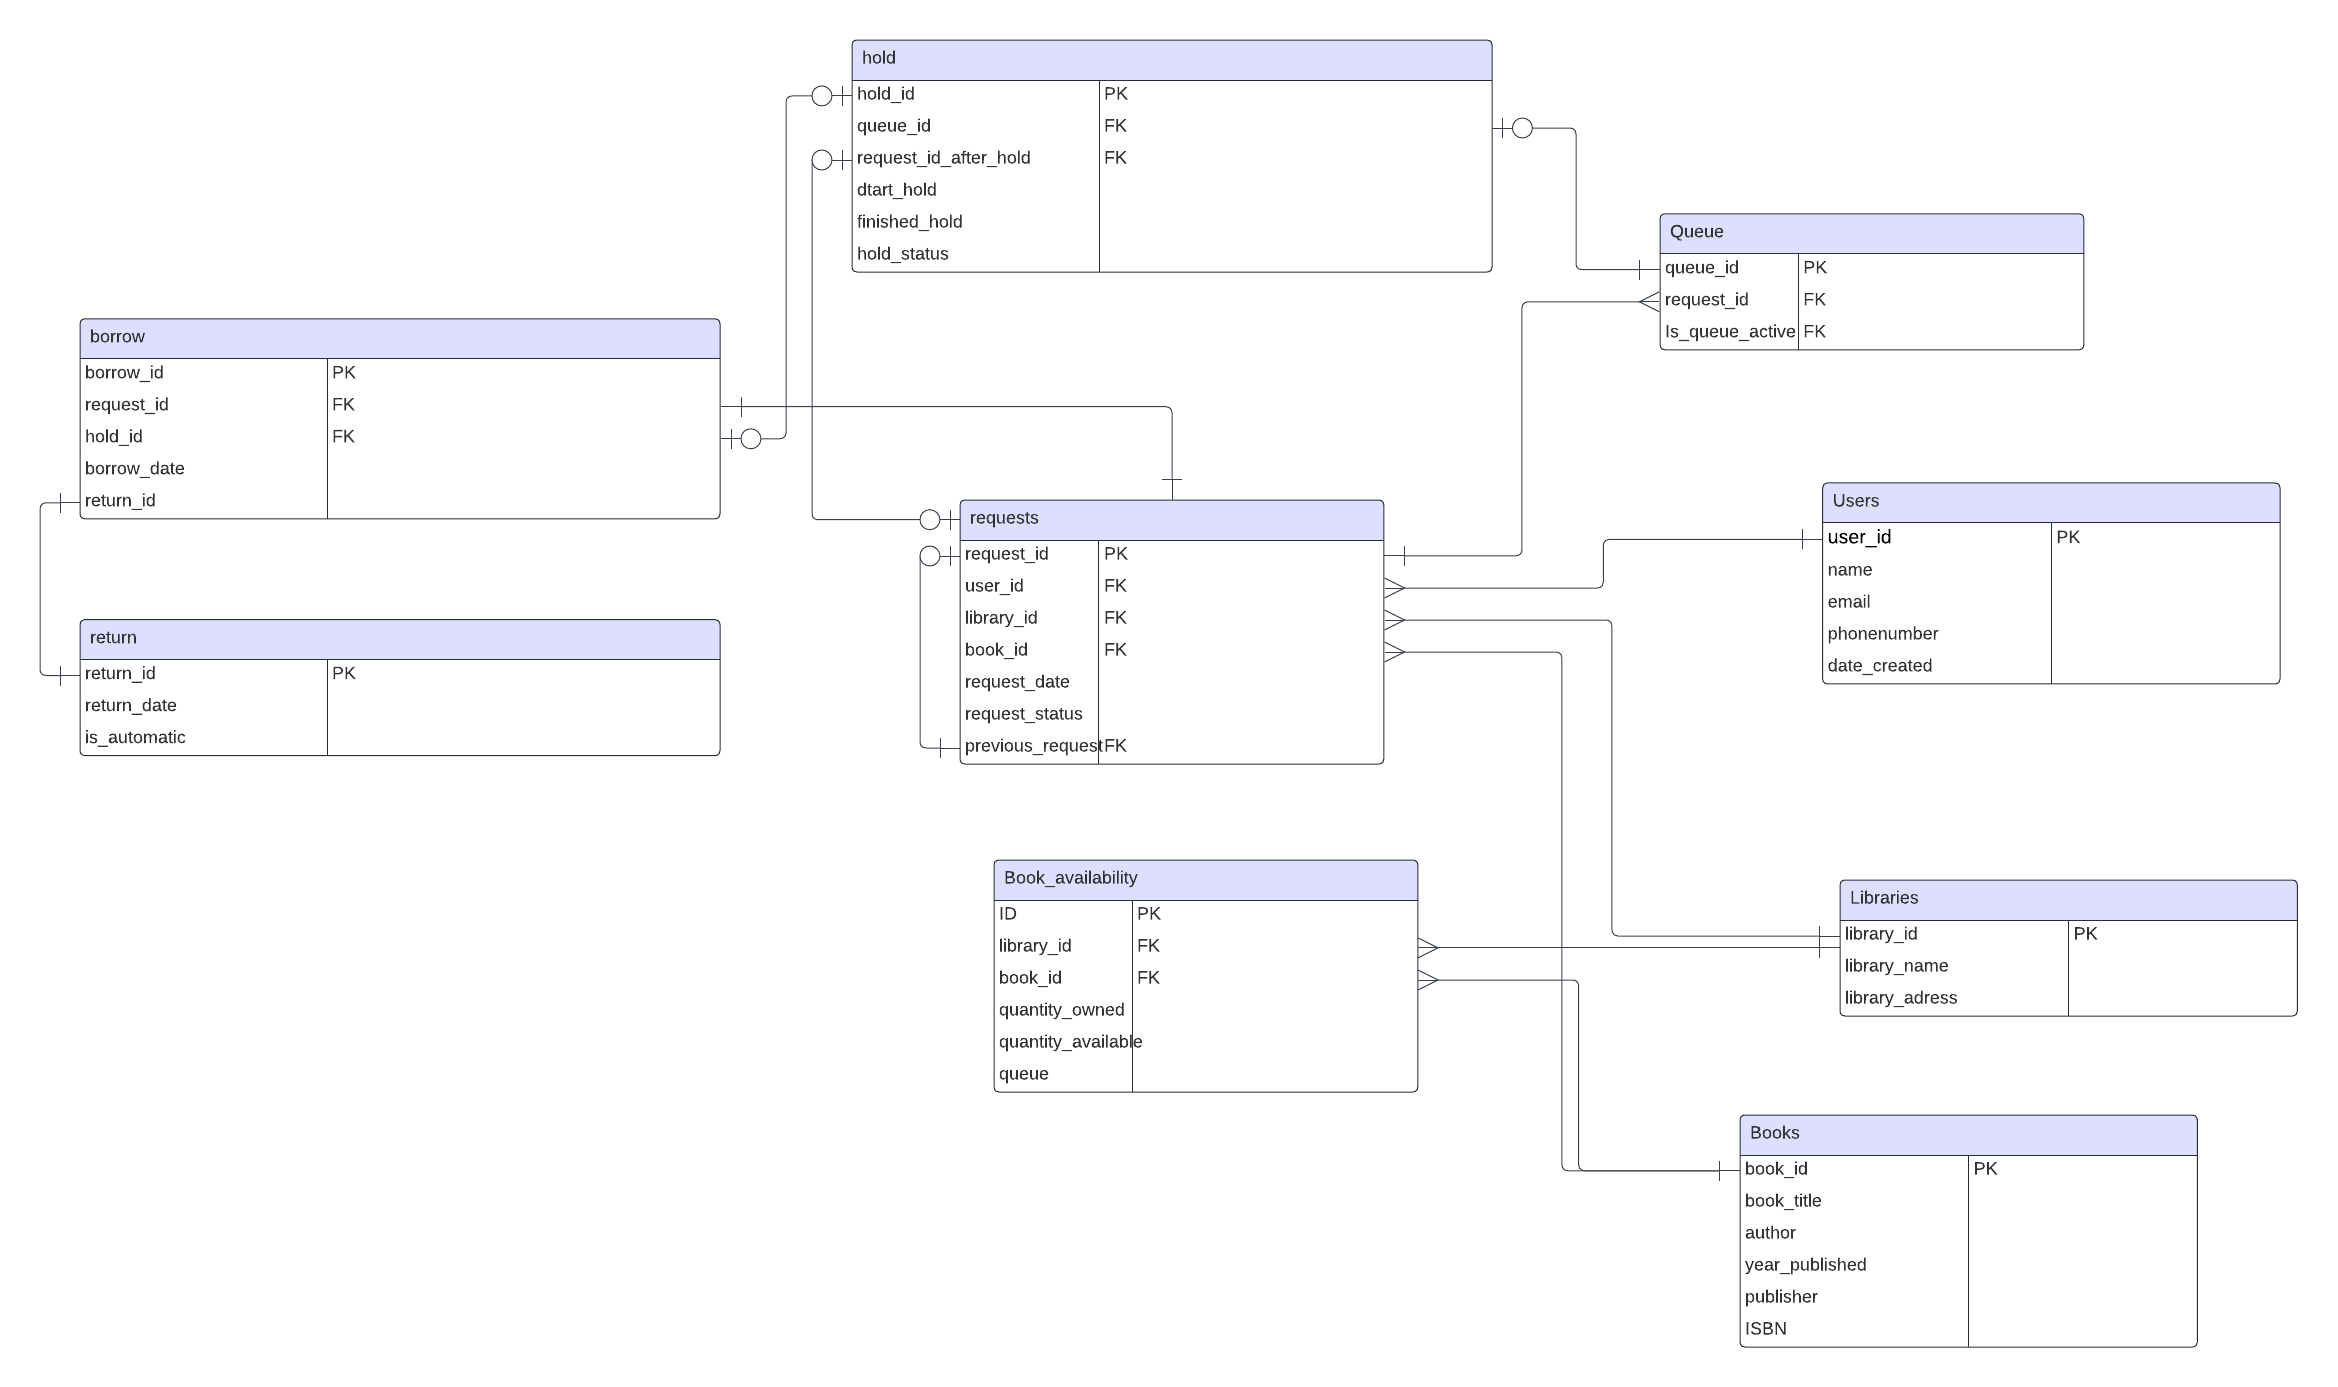 hold
hold_id PK
queue_id FK
request_id_after_hold FK
dtart_hold
finished_hold
hold_status
Queue
queue_id PK
request_id FK
Is_queue_active FK
borrow
borrow_id PK
request_id FK
hold_id FK
borrow_date
return_id
requests
request_id PK
user_id FK
library_id FK
book_id FK
request_date
request_status
previous_request FK
Users
user_id PK
name
email
phonenumber
date_created
return
return_id PK
return_date
is_automatic
Book_availability
ID PK
library_id FK
book_id FK
quantity_owned
quantity_available
queue
Libraries
library_id PK
library_name
library_adress
Books
book_id PK
book_title
author
year_published
publisher
ISBN